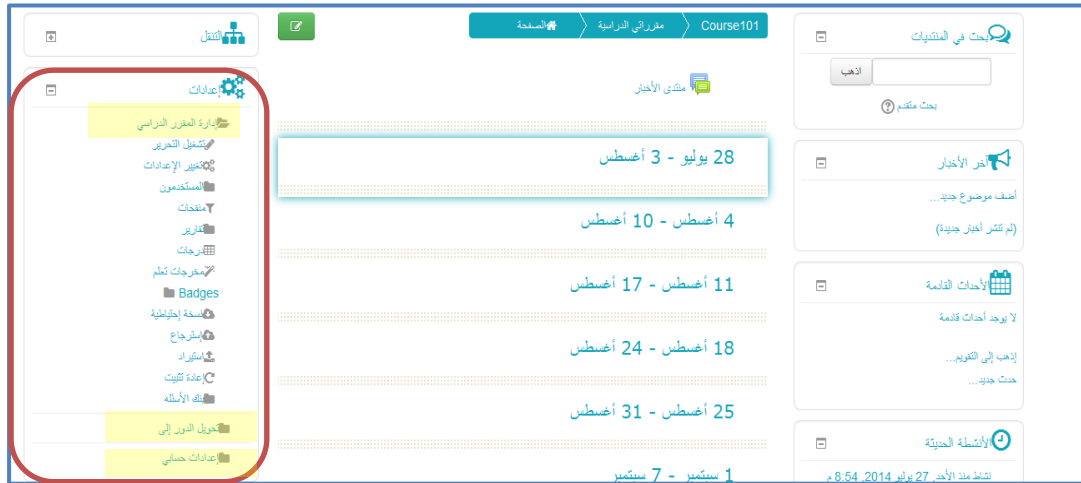 بحث في المنتديات
اذهب
بحث متقدم
آخر الأخبار
أضف موضوع جديد...
(لم تنشر أخبار جديدة)
الأحداث القادمة
لا يوجد أحداث قادمة
إذهب إلى التقويم...
حدث جديد...
الأنشطة الحديثة
نشاط منذ الأحد, 27 يوليو 2014, 8:54 م
الصفحة
مقرراتي الدراسية
Course101
منتدى الأخبار
28 يوليو - 3 أغسطس
4 أغسطس - 10 أغسطس
11 أغسطس - 17 أغسطس
18 أغسطس - 24 أغسطس
25 أغسطس - 31 أغسطس
1 سبتمبر - 7 سبتمبر
التنقل
إعدادات
إدارة المقرر الدراسي
تشغيل التحرير
تغيير الإعدادات
المستخدمون
منقحات
تقارير
درجات
مخرجات تعلم
Badges
نسخة إحتياطية
إسترجاع
استيراد
إعادة تثبيت
بنك الأسئله
تحويل الدور إلى
إعدادات حسابي